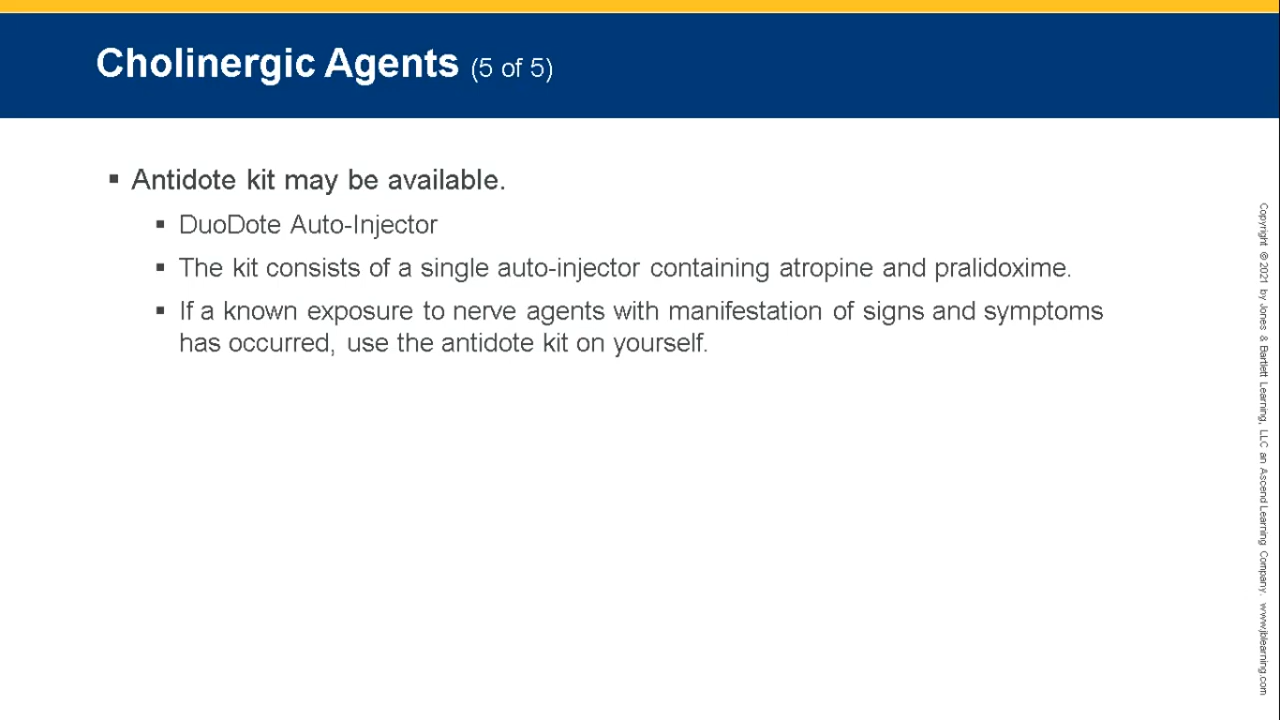 Cholinergic Agents (5 of 5)
▪ Antidote kit may be available.
▪ DuoDote Auto-Injector
▪ The kit consists of a single auto-injector containing atropine and pralidoxime.
▪ If a known exposure to nerve agents with manifestation of signs and symptoms
has occurred, use the antidote kit on yourself.
Copyright © 2021 by Jones & Bartlett Learning, LLC an Ascend Learning Company. www.jblearning.com